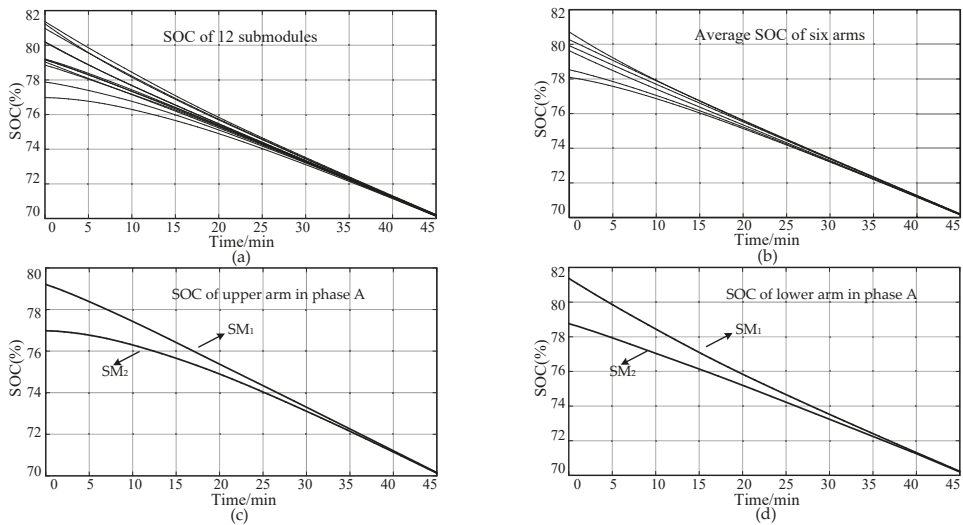 82
80
78
76
74
72
70
SOC(%)
SOC of 12 submodules
0 5 10 15 20 25 30 35 40 45
Time/min
(a)
82
80
78
76
74
72
70
SOC(%)
Average SOC of six arms
0 5 10 15 20 25 30 35 40 45
Time/min
(b)
80
78
76
74
72
70
SOC(%)
SOC of upper arm in phase A
SM1
SM2
0 5 10 15 20 25 30 35 40 45
Time/min
(c)
82
80
78
76
74
72
70
SOC(%)
SOC of lower arm in phase A
SM1
SM2
0 5 10 15 20 25 30 35 40 45
Time/min
(d)